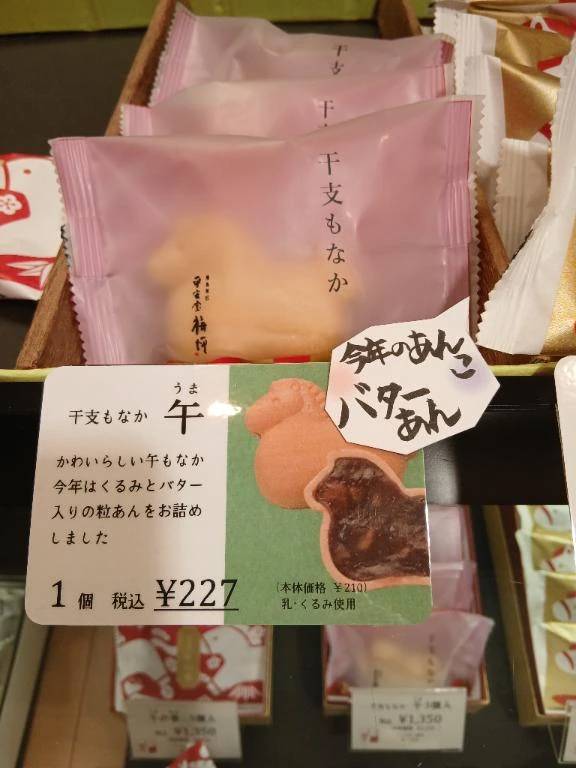 干支
干
干支もなか
今年のあんこ
バターあん
うま
干支もなか 午
かわいらしい午もなか
今年はくるみとバター
入りの粒あんをお詰め
しました
1個 税込 ¥227
(本体価格 ¥210)
乳・くるみ使用
¥1,350
¥1,350